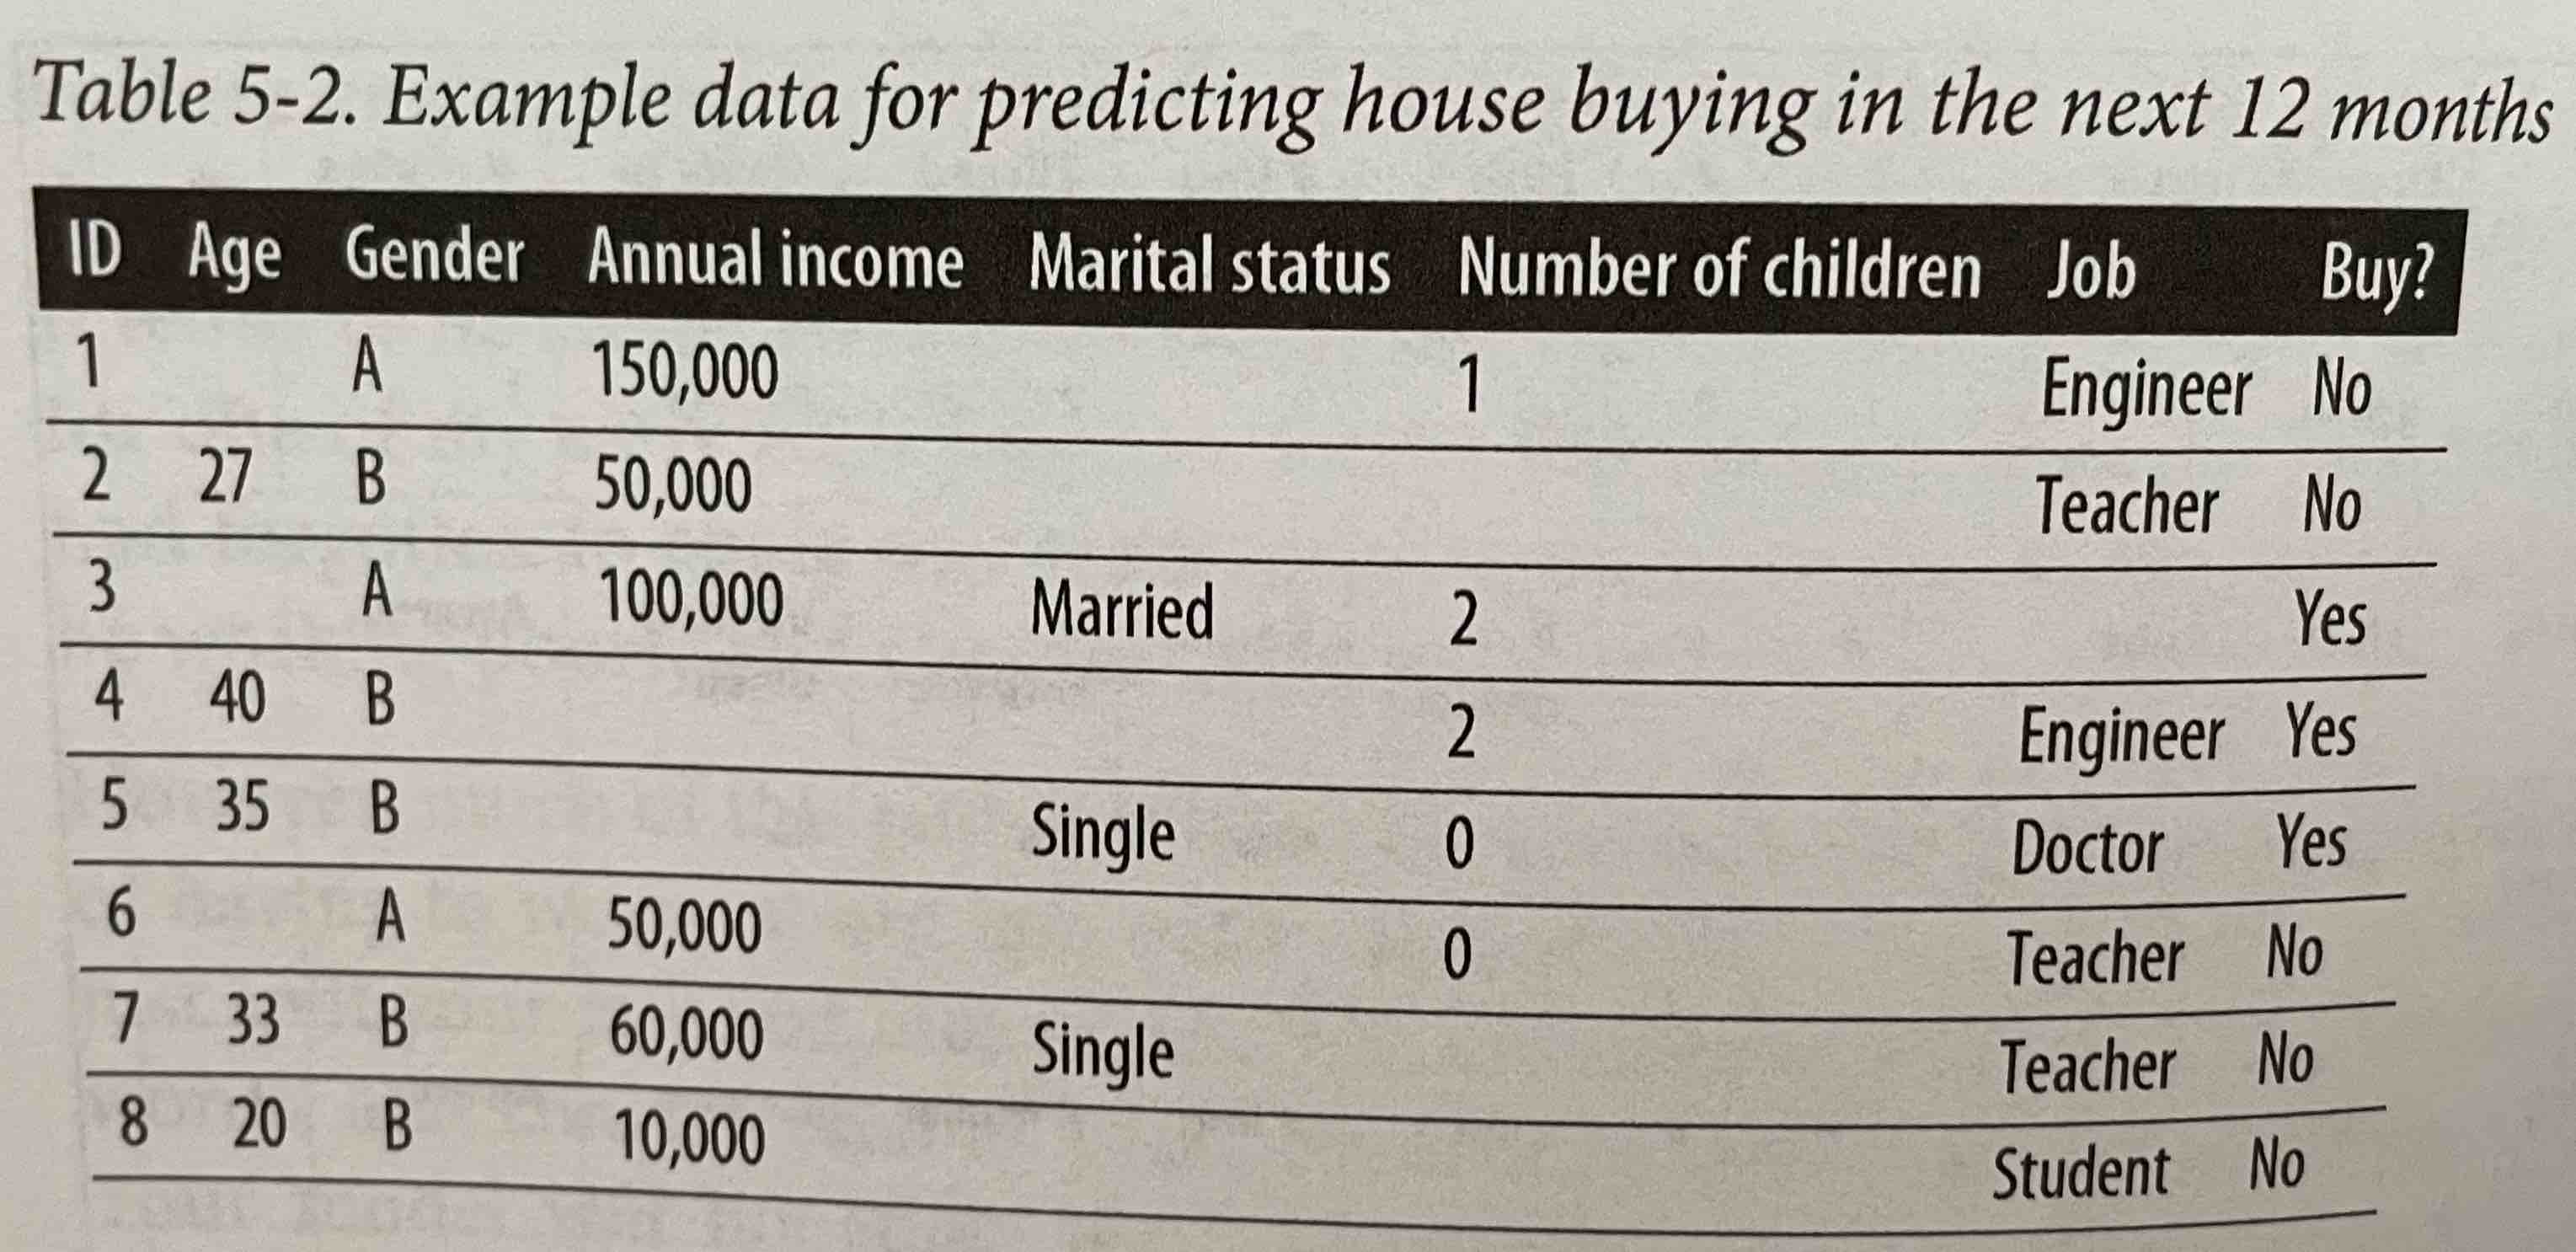 Table 5-2. Example data for predicting house buying in the next 12 months
ID Age Gender Annual income Marital status Number of children Job Buy?
1 A 150,000 1 Engineer No
2 27 B 50,000 Teacher No
3 A 100,000 Married 2 Yes
4 40 B 2 Engineer Yes
5 35 B Single 0 Doctor Yes
6 A 50,000 0 Teacher No
7 33 B 60,000 Single Teacher No
8 20 B 10,000 Student No